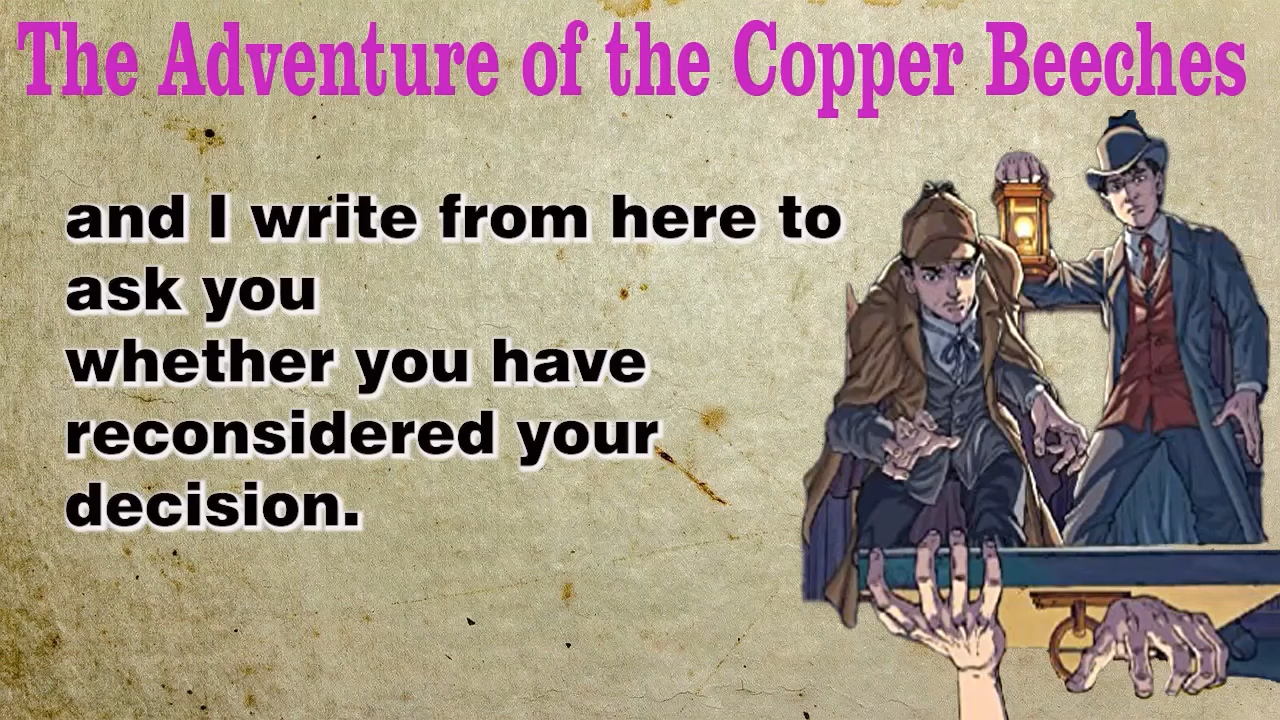 The Adventure of the Copper Beeches
and I write from here to
ask you
whether you have
reconsidered your
decision.